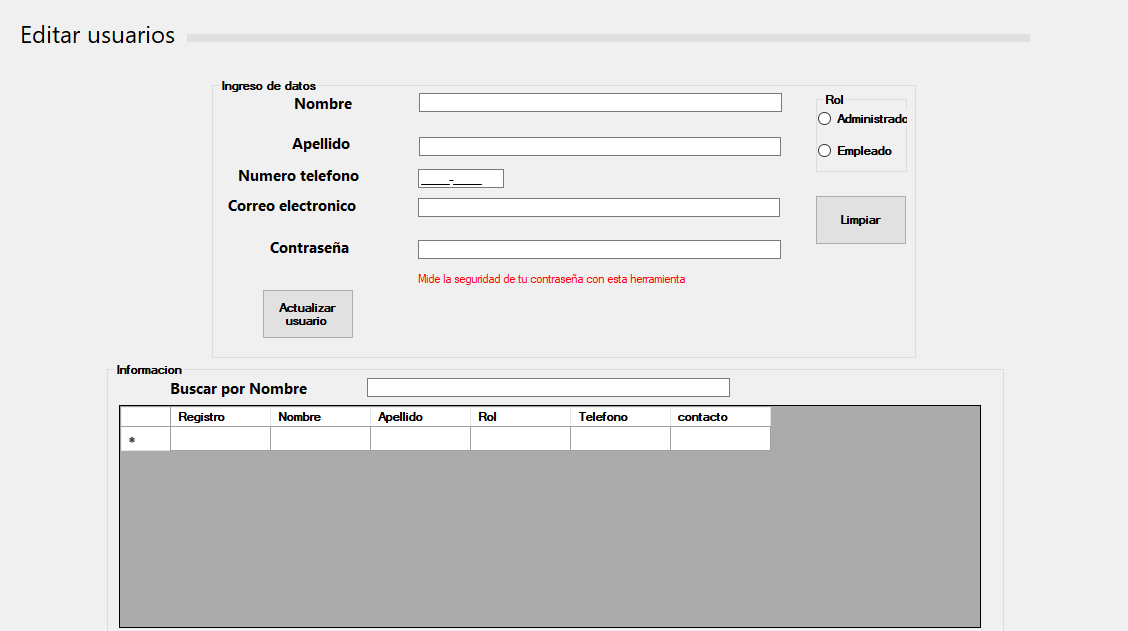 Editar usuarios
Ingreso de datos
Nombre
Apellido
Numero telefono
____-____
Correo electronico
Contraseña
Mide la seguridad de tu contraseña con esta herramienta
Actualizar
usuario
Rol
Administrado
Empleado
Limpiar
Informacion
Buscar por Nombre
Registro Nombre Apellido Rol Telefono contacto
*